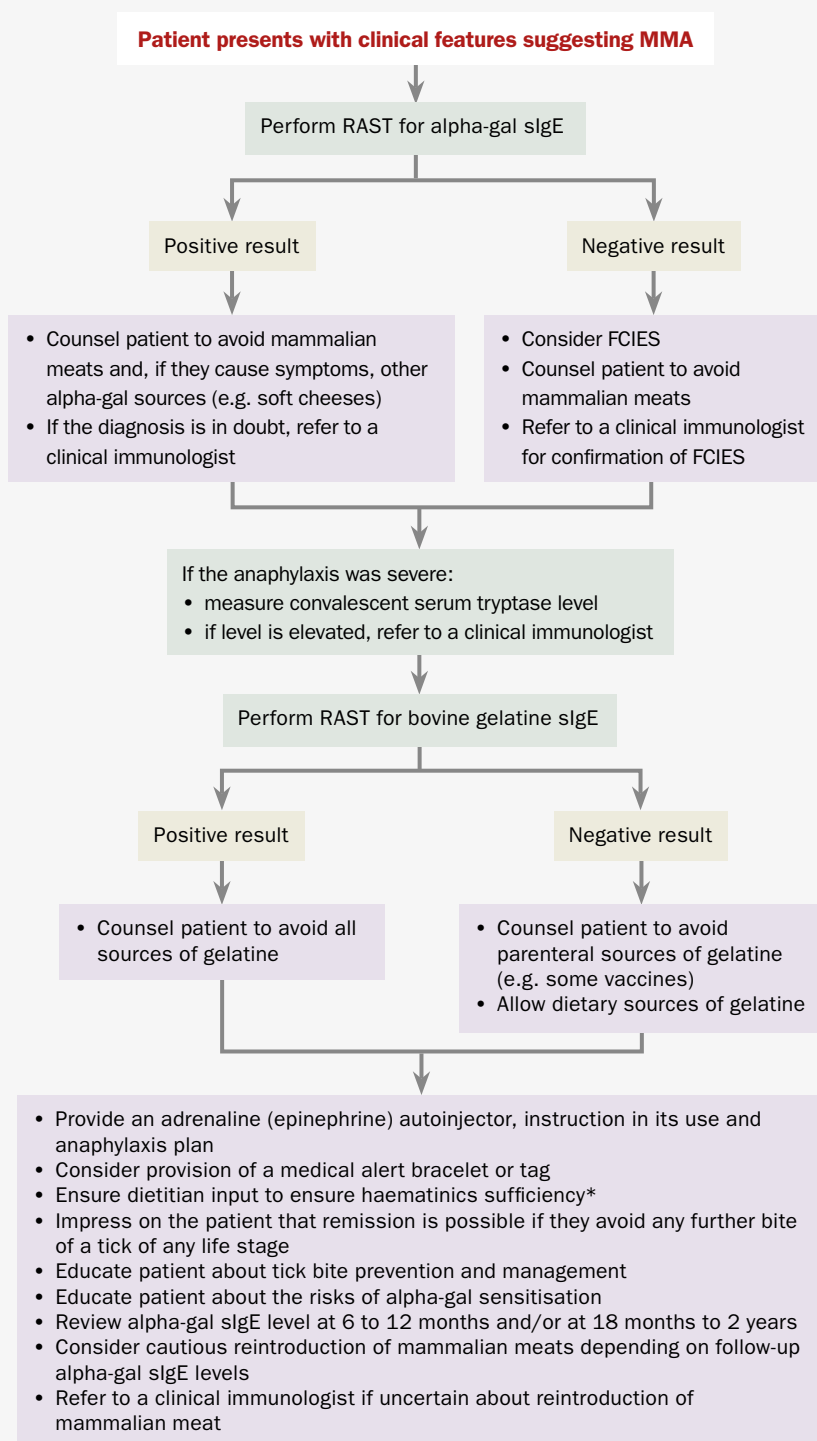 Patient presents with clinical features suggesting MMA
Perform RAST for alpha-gal sIgE
Positive result
Negative result
• Counsel patient to avoid mammalian
meats and, if they cause symptoms, other
alpha-gal sources (e.g. soft cheeses)
• If the diagnosis is in doubt, refer to a
clinical immunologist
• Consider FCIES
• Counsel patient to avoid
mammalian meats
• Refer to a clinical immunologist
for confirmation of FCIES
If the anaphylaxis was severe:
• measure convalescent serum tryptase level
• if level is elevated, refer to a clinical immunologist
Perform RAST for bovine gelatine sIgE
Positive result
Negative result
• Counsel patient to avoid all
sources of gelatine
• Counsel patient to avoid
parenteral sources of gelatine
(e.g. some vaccines)
• Allow dietary sources of gelatine
• Provide an adrenaline (epinephrine) autoinjector, instruction in its use and
anaphylaxis plan
• Consider provision of a medical alert bracelet or tag
• Ensure dietitian input to ensure haematinics sufficiency*
• Impress on the patient that remission is possible if they avoid any further bite
of a tick of any life stage
• Educate patient about tick bite prevention and management
• Educate patient about the risks of alpha-gal sensitisation
• Review alpha-gal sIgE level at 6 to 12 months and/or at 18 months to 2 years
• Consider cautious reintroduction of mammalian meats depending on follow-up
alpha-gal sIgE levels
• Refer to a clinical immunologist if uncertain about reintroduction of
mammalian meat